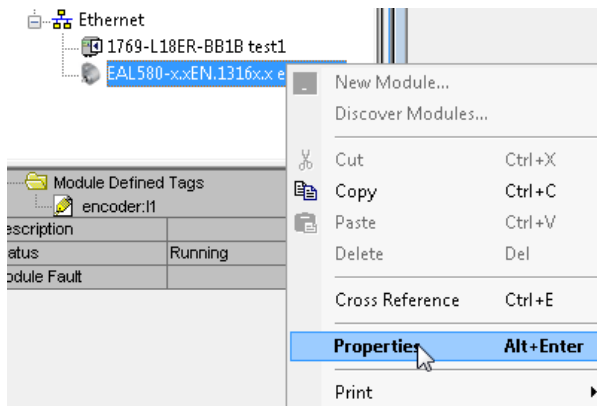 Ethernet
1769-L18ER-BB1B test1
EAL580-x.xEN.1316x.x e
New Module...
Discover Modules...
Cut Ctrl+X
Copy Ctrl+C
Paste Ctrl+V
Delete Del
Cross Reference Ctrl+E
Properties Alt+Enter
Print
Module Defined Tags
encoder:I1
escription
atus Running
odule Fault